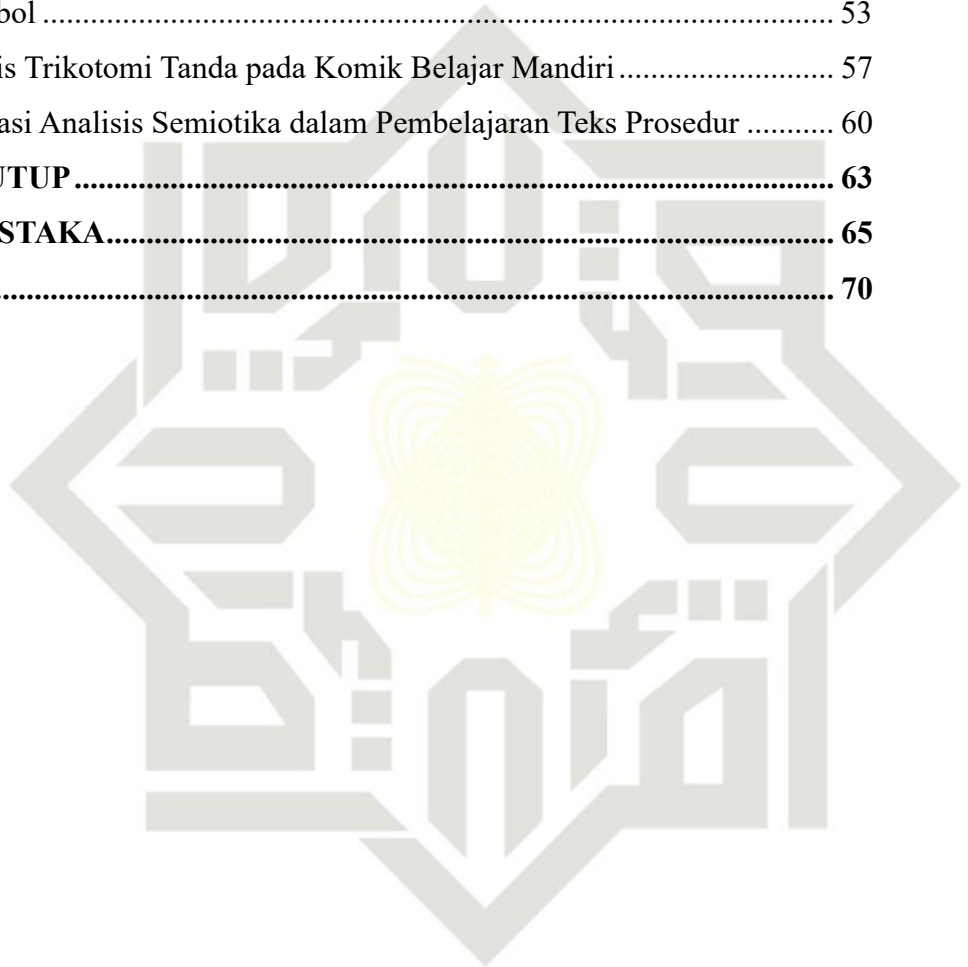 bol ........................................................................................................ 53
is Trikotomi Tanda pada Komik Belajar Mandiri ............................ 57
asi Analisis Semiotika dalam Pembelajaran Teks Prosedur ........... 60
UTUP .................................................................................................... 63
STAKA ................................................................................................ 65
............................................................................................................. 70